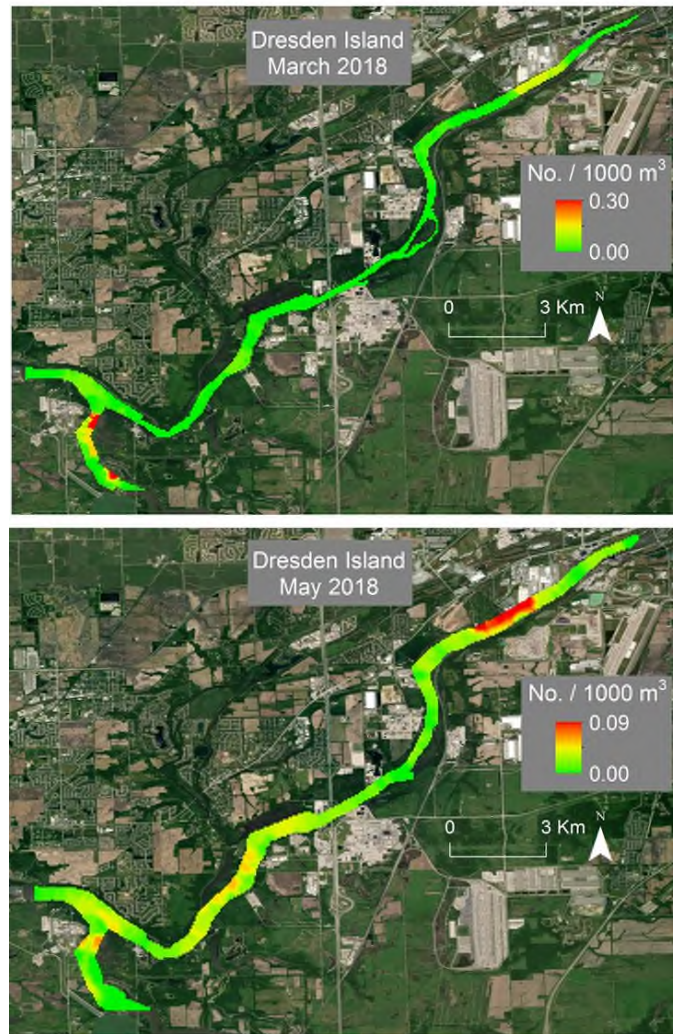 Dresden Island
March 2018
No. / 1000 m³
0.30
0.00
0 3 Km
N
Dresden Island
May 2018
No. / 1000 m³
0.09
0.00
0 3 Km
N